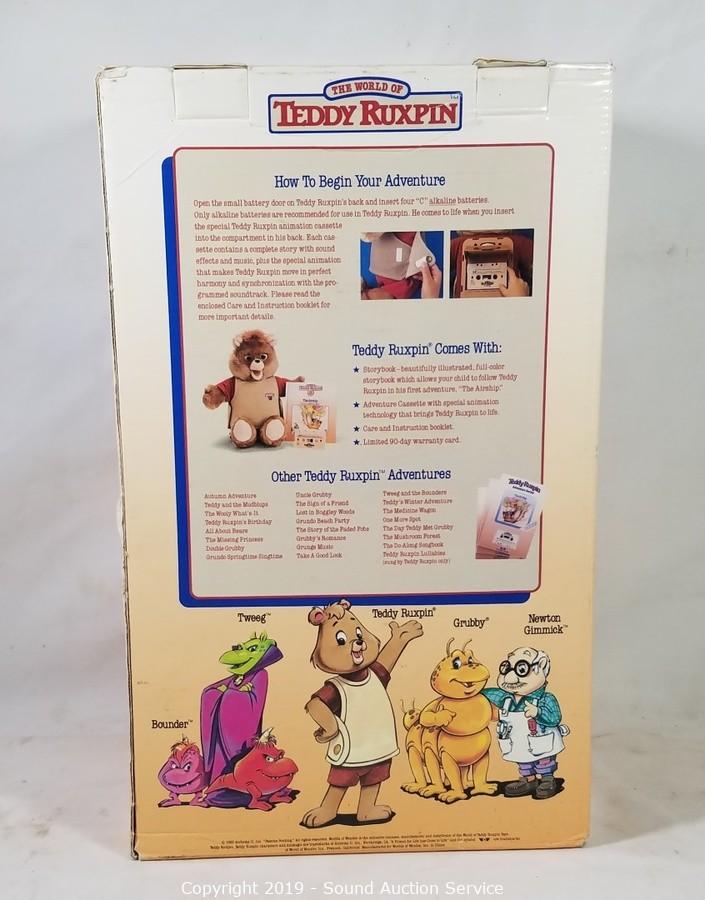 THE WORLD OF
TEDDY RUXPIN
How To Begin Your Adventure
Open the small battery door on Teddy Ruxpin's back and insert four "C" alkaline batteries.
Only alkaline batteries are recommended for use in Teddy Ruxpin. He comes to life when you insert
the special Teddy Ruxpin animation cassette
into the compartment in his back. Each cas-
sette contains a complete story with sound
effects and music, plus the special animation
that makes Teddy Ruxpin move in perfect
harmony and synchronization with the pro-
grammed soundtrack. Please read the
enclosed Care and Instruction booklet for
more important details.
Teddy Ruxpin® Comes With:
★ Storybook–beautifully illustrated, full-color
storybook which allows your child to follow Teddy
Ruxpin in his first adventure, "The Airship."
★ Adventure Cassette with special animation
technology that brings Teddy Ruxpin to life.
★ Care and Instruction booklet.
★ Limited 90-day warranty card.
Other Teddy Ruxpin™ Adventures
Autumn Adventure
Teddy and the Mudblups
The Wooly What's It
Teddy Ruxpin's Birthday
All About Bears
The Missing Princess
Double Grubby
Grundo Springtime Singtime
Uncle Grubby
The Sign of a Friend
Lost in Boggley Woods
Grundo Beach Party
The Story of the Faded Fobs
Grubby's Romance
Grunge Music
Take A Good Look
Tweeg and the Bounders
Teddy's Winter Adventure
The Medicine Wagon
One More Spot
The Day Teddy Met Grubby
The Mushroom Forest
The Do-Along Songbook
Teddy Ruxpin Lullabies
(sung by Teddy Ruxpin only)
Teddy Ruxpin
Tweeg™
Teddy Ruxpin®
Grubby®
Newton
Gimmick™
Bounder™
Copyright 2019 - Sound Auction Service